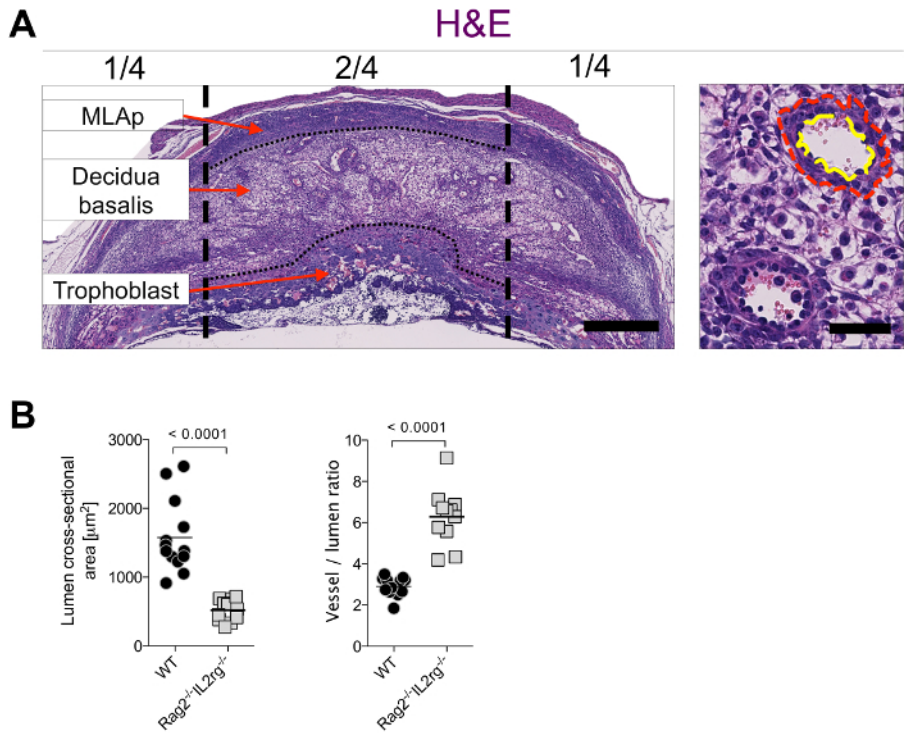 A
H&E
1/4 2/4 1/4
MLAp
Decidua
basalis
Trophoblast
B
< 0.0001
3000
2000
1000
0
Lumen cross-sectional
area [μm²]
WT
Rag2⁻/⁻IL2rg⁻/⁻
< 0.0001
10
8
6
4
2
0
Vessel / lumen ratio
WT
Rag2⁻/⁻IL2rg⁻/⁻